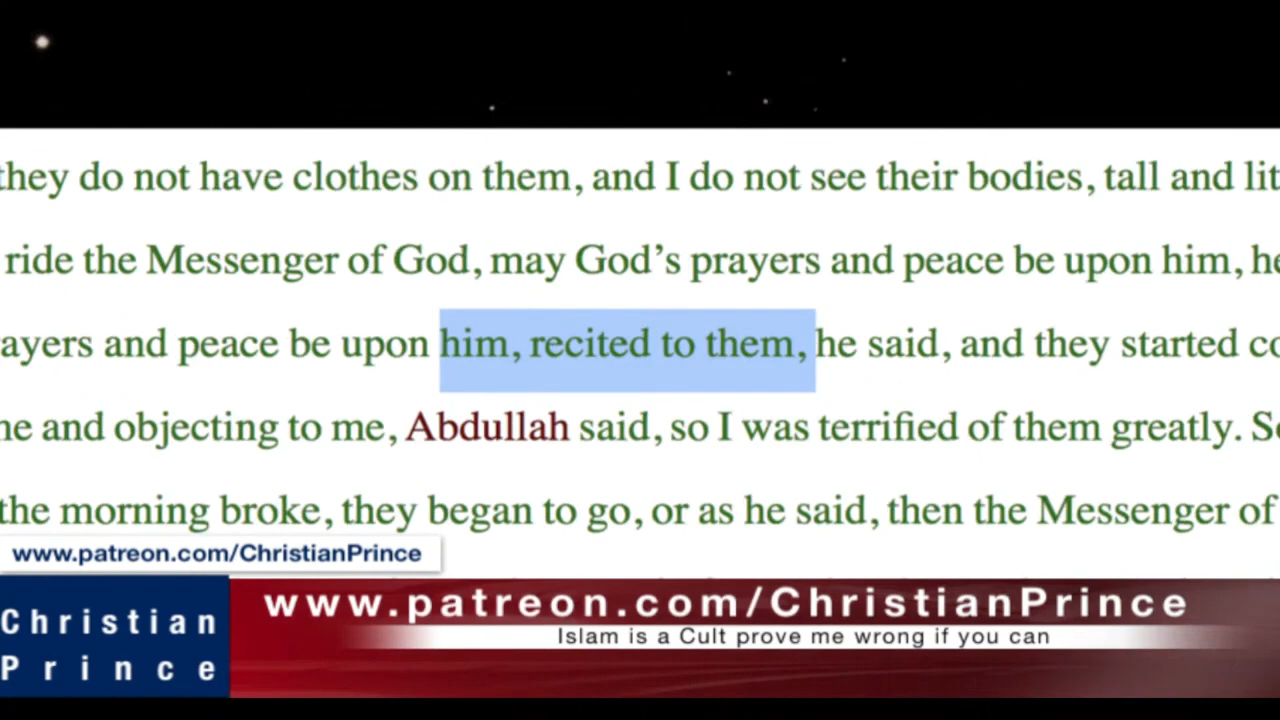 they do not have clothes on them, and I do not see their bodies, tall and lit
ride the Messenger of God, may God’s prayers and peace be upon him, he
ayers and peace be upon him, recited to them, he said, and they started co
ne and objecting to me, Abdullah said, so I was terrified of them greatly. So
the morning broke, they began to go, or as he said, then the Messenger of
www.patreon.com/ChristianPrince
www.patreon.com/ChristianPrince
Islam is a Cult prove me wrong if you can
Christian
Prince